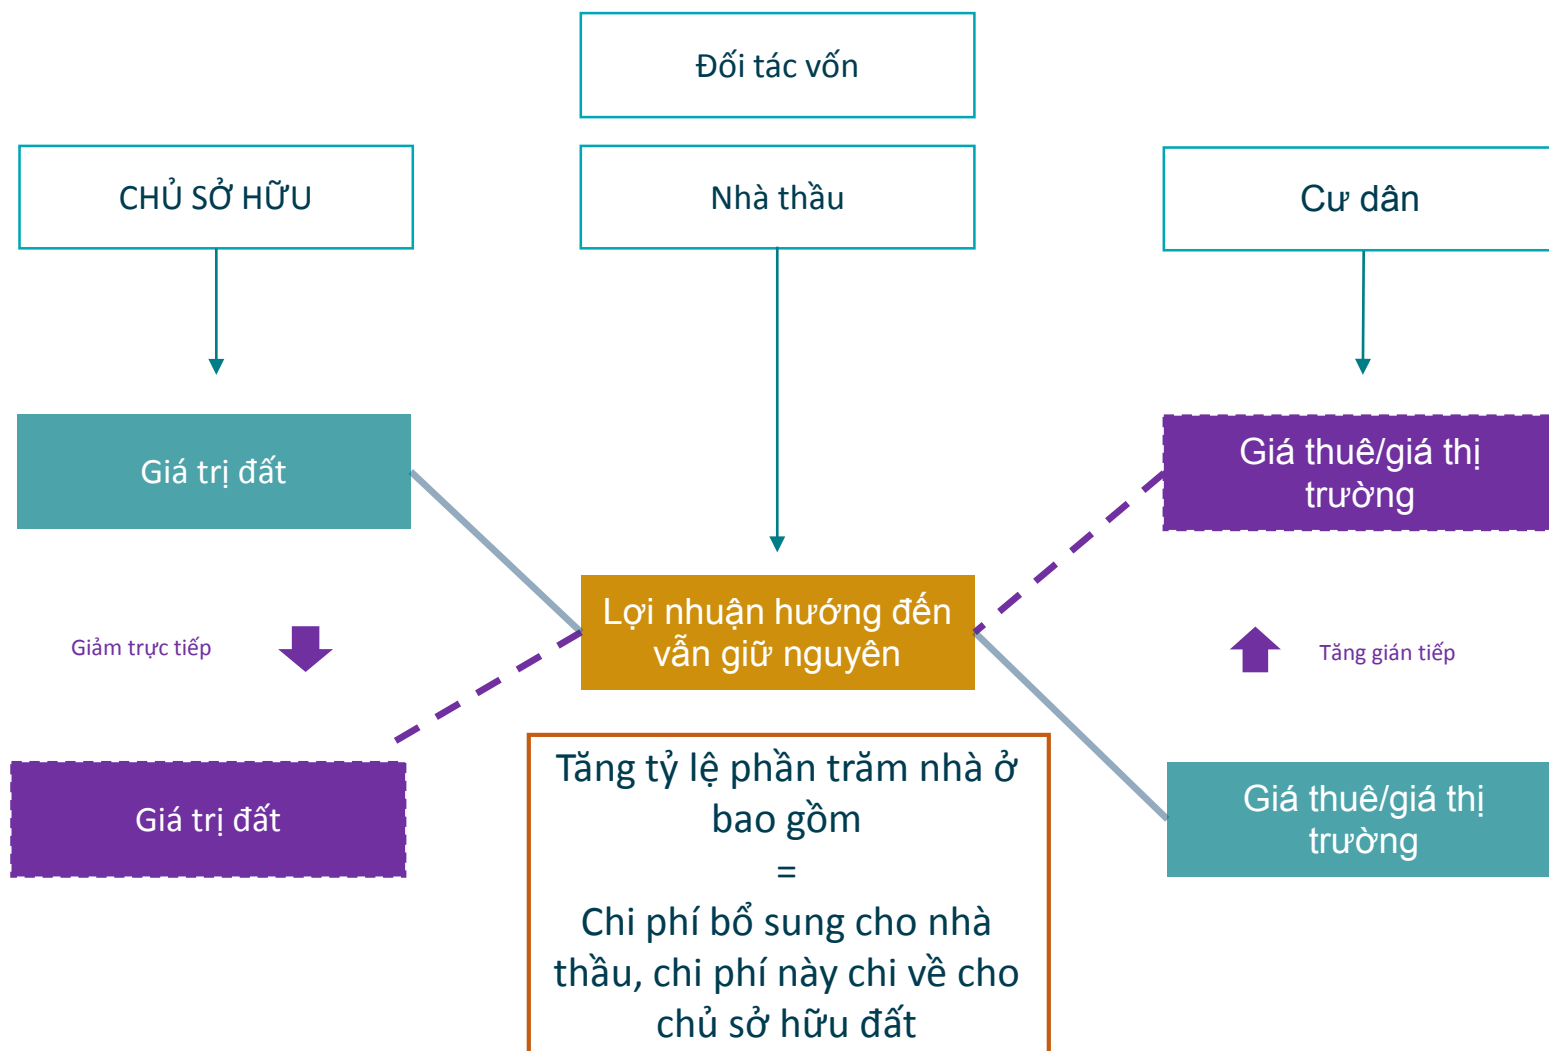 Đối tác vốn
CHỦ SỞ HỮU
Nhà thầu
Cư dân
Giá trị đất
Giá thuê/giá thị
trường
Lợi nhuận hướng đến
vẫn giữ nguyên
Giảm trực tiếp
Tăng gián tiếp
Giá trị đất
Tăng tỷ lệ phần trăm nhà ở
bao gồm
=
Chi phí bổ sung cho nhà
thầu, chi phí này chi về cho
chủ sở hữu đất
Giá thuê/giá thị
trường